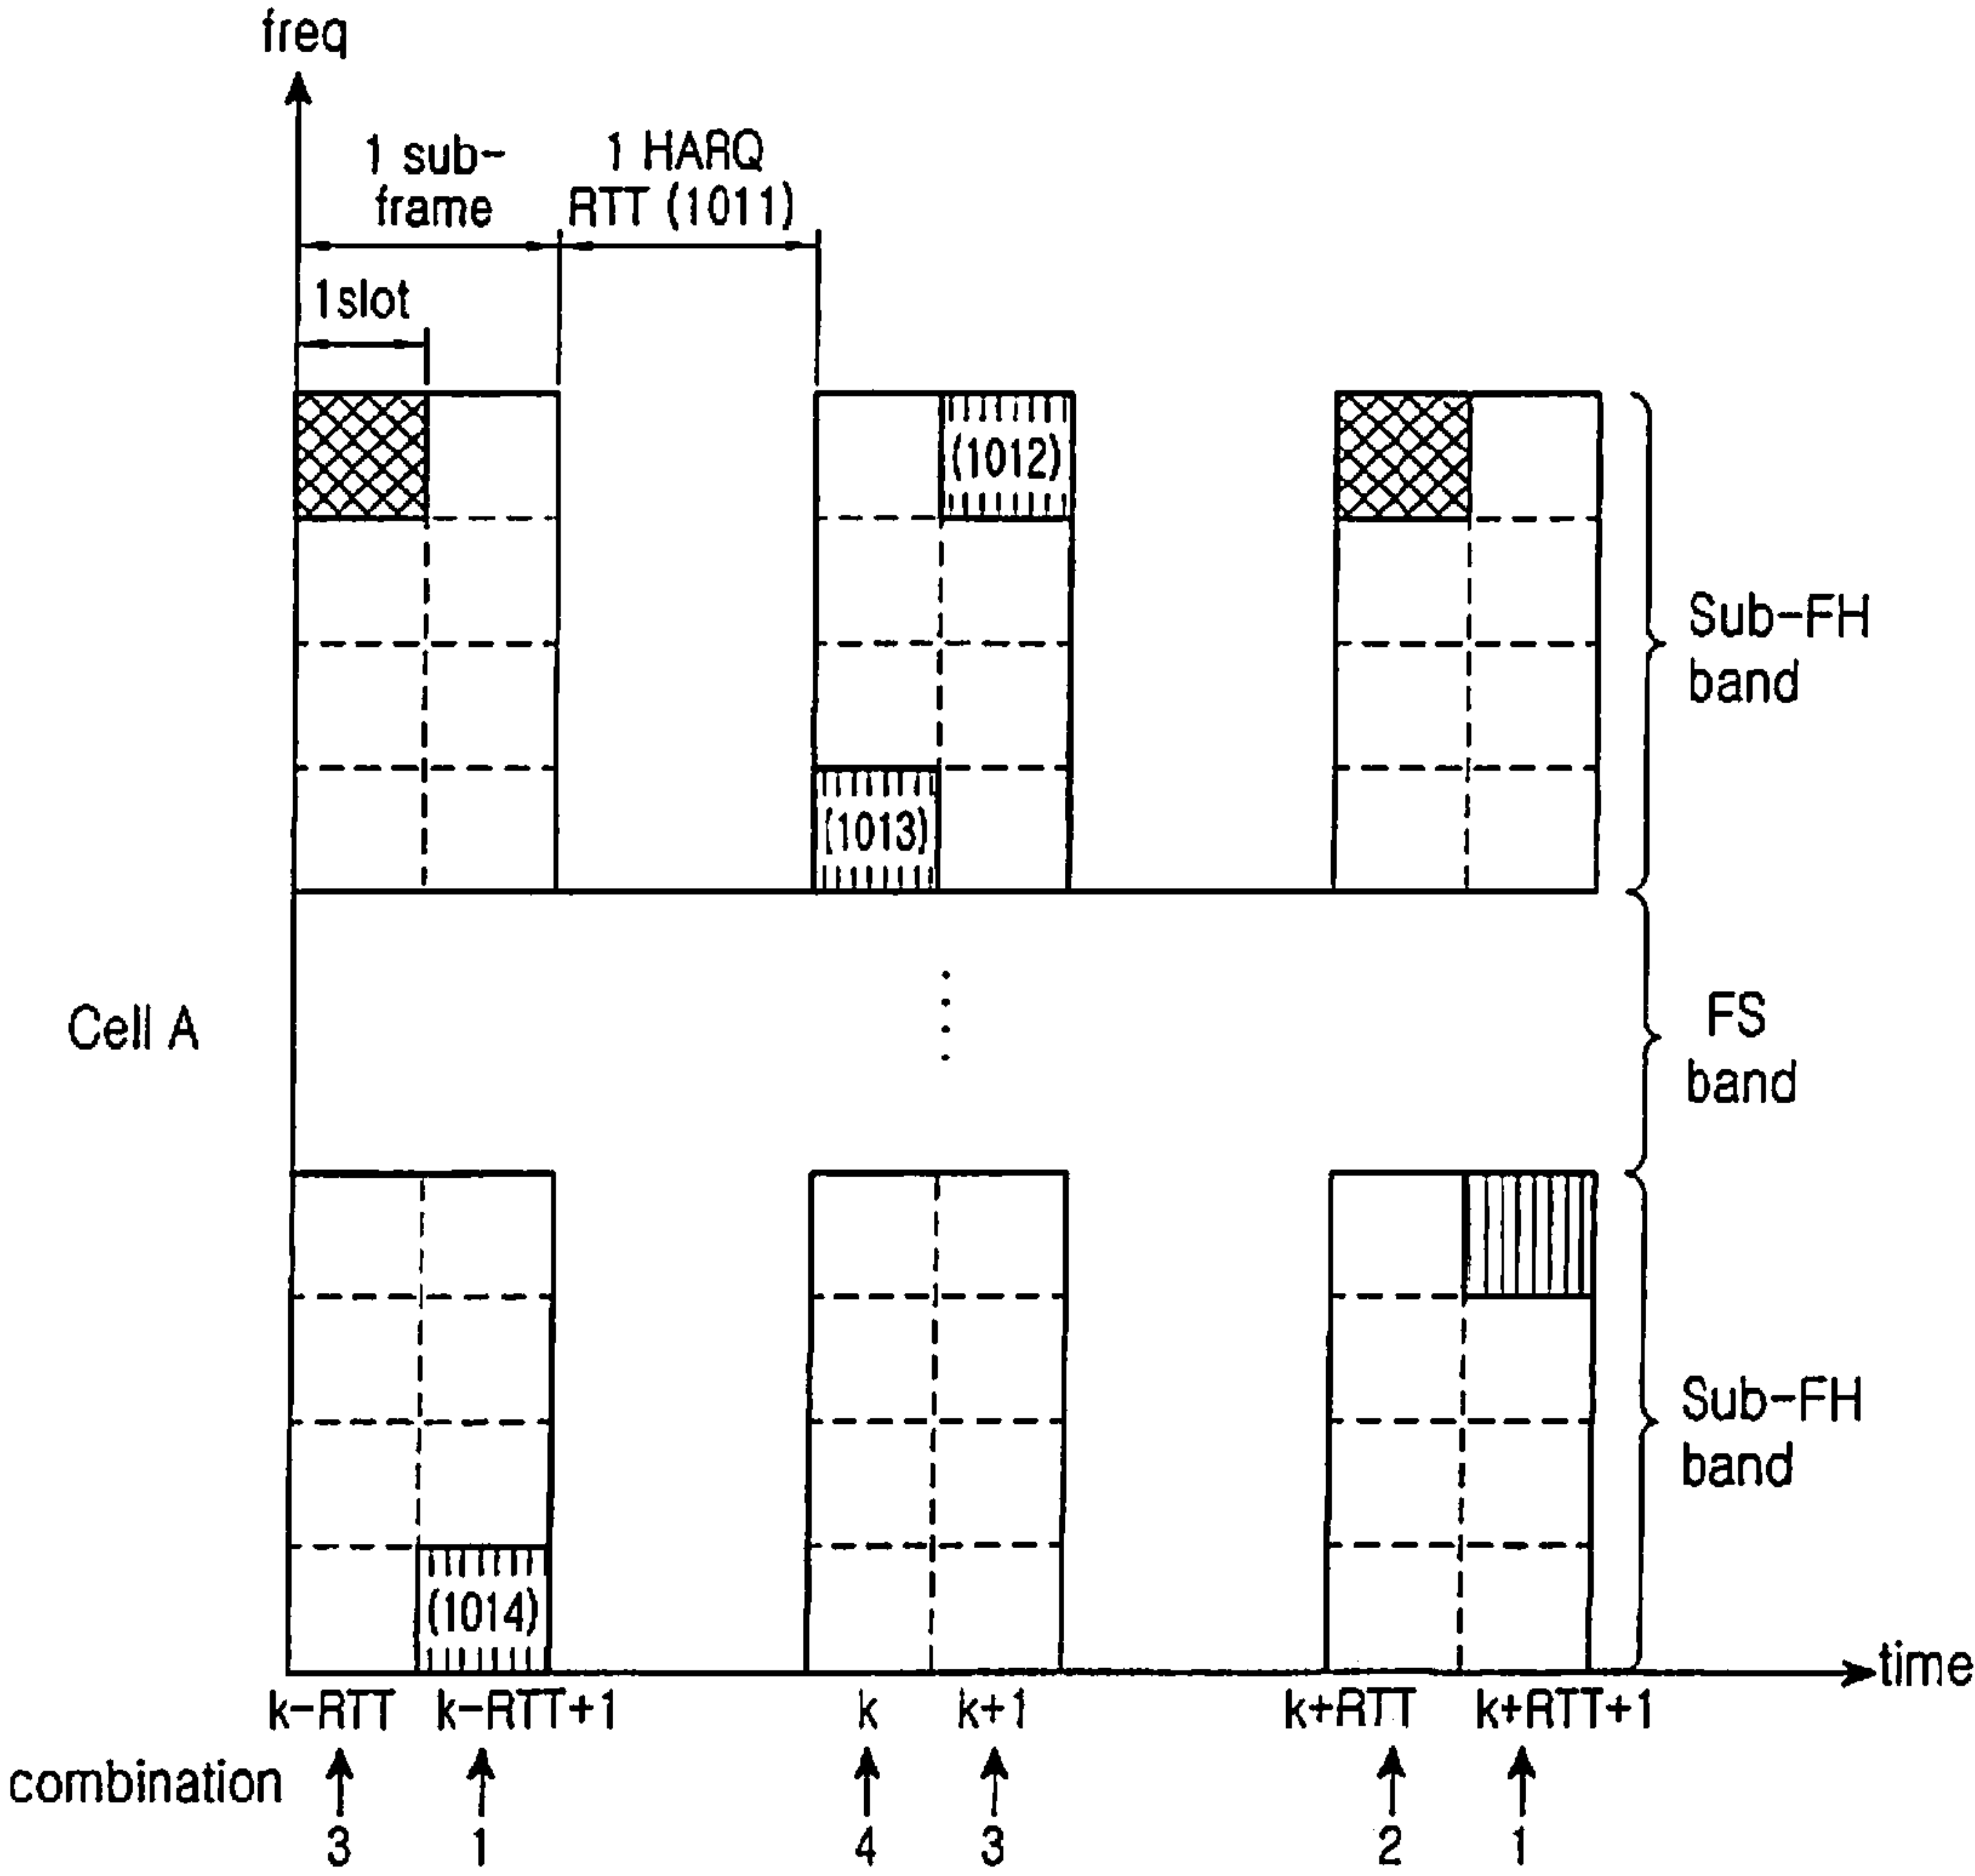 freq
1 sub-
frame
1 HARQ
RTT (1011)
1slot
(1012)
Sub-FH
band
(1013)
Cell A
FS
band
Sub-FH
band
(1014)
time
k-RTT k-RTT+1 k k+1 k+RTT k+RTT+1
combination
3 1 4 3 2 1